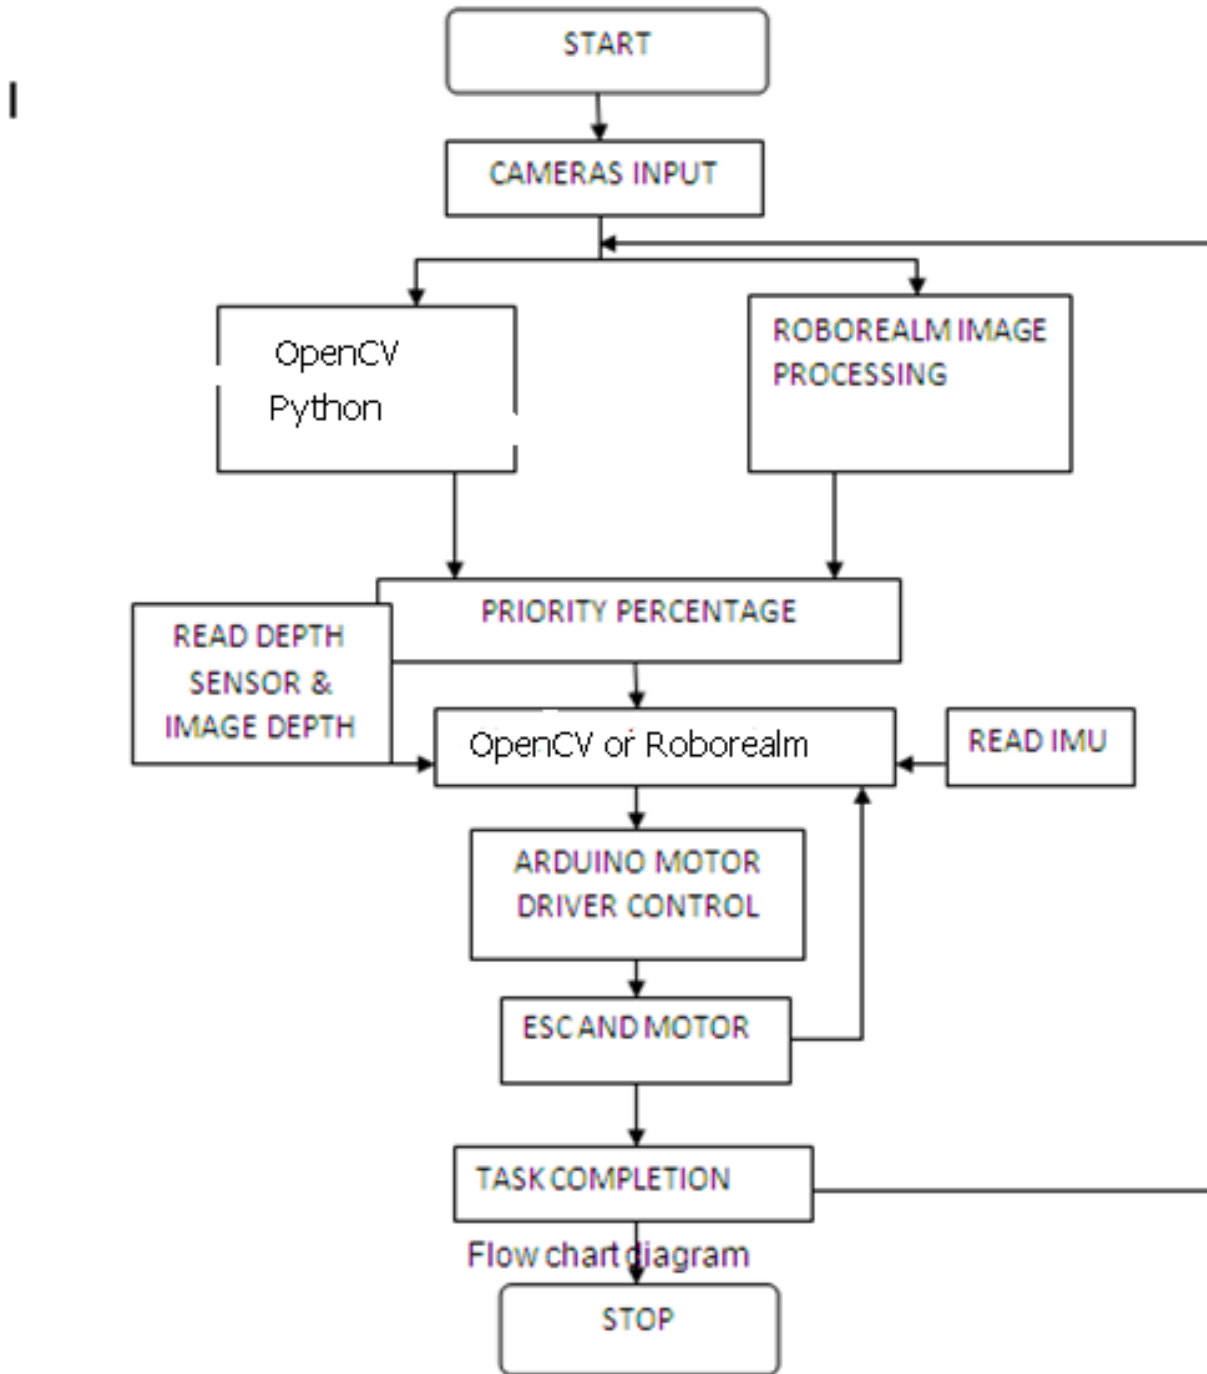 START
CAMERAS INPUT
OpenCV
Python
ROBOREALM IMAGE
PROCESSING
PRIORITY PERCENTAGE
READ DEPTH
SENSOR &
IMAGE DEPTH
OpenCV or Roborealm
READ IMU
ARDUINO MOTOR
DRIVER CONTROL
ESC AND MOTOR
TASK COMPLETION
Flow chart diagram
STOP